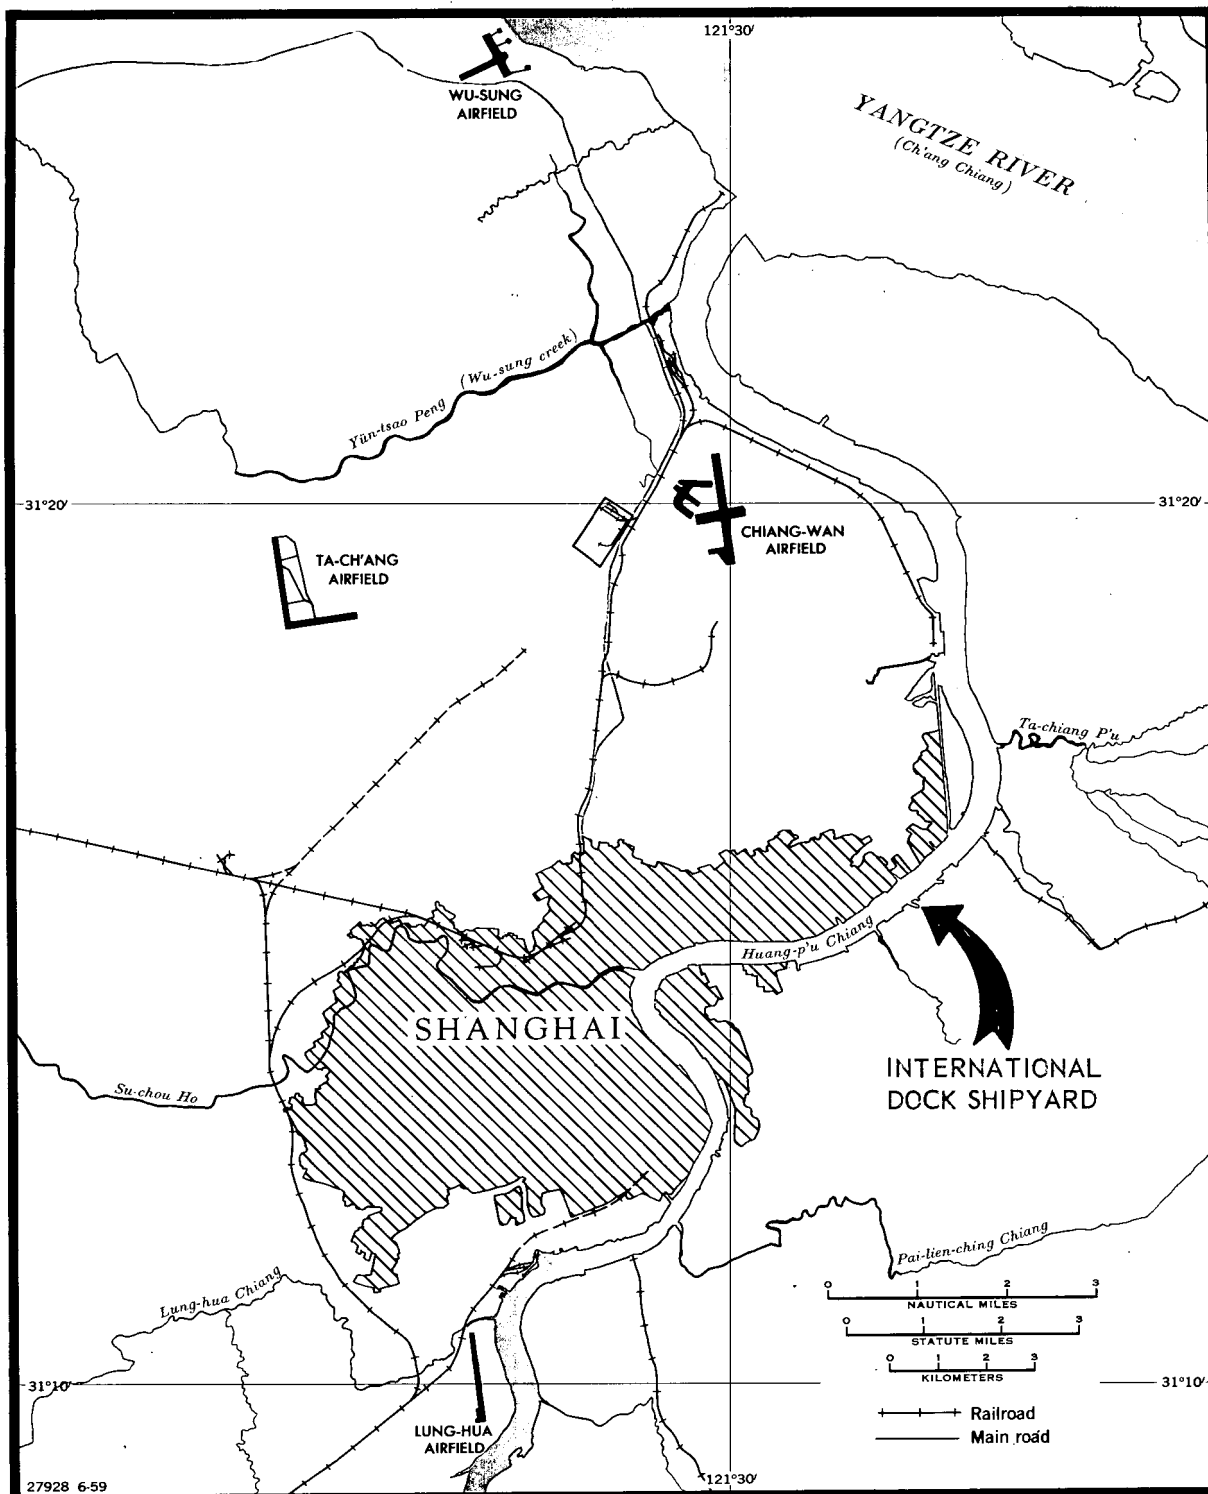 121°30′
WU-SUNG
AIRFIELD
YANGTZE RIVER
(Ch'ang Chiang)
(Wu-sung creek)
Yün-tsao Peng
31°20′
31°20′
CHIANG-WAN
AIRFIELD
TA-CH'ANG
AIRFIELD
Ta-chiang P'u
Huang-p'u Chiang
SHANGHAI
INTERNATIONAL
DOCK SHIPYARD
Su-chou Ho
Pai-lien-ching Chiang
Lung-hua Chiang
0 1 2 3
NAUTICAL MILES
0 1 2 3
STATUTE MILES
0 1 2 3
KILOMETERS
31°10′
31°10′
Railroad
Main road
LUNG-HUA
AIRFIELD
121°30′
27928 6-59